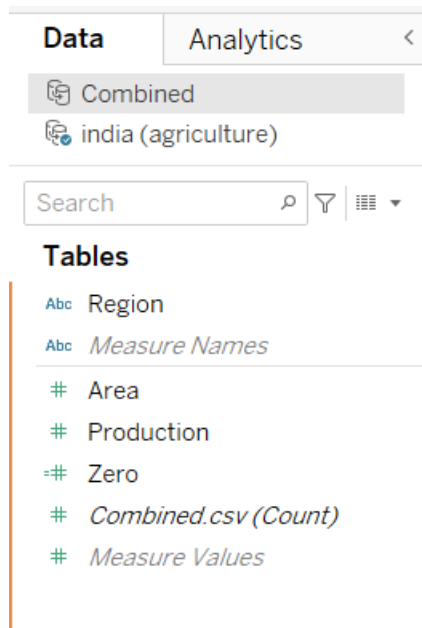 Data Analytics <
Combined
india (agriculture)
Search
Tables
Abc Region
Abc Measure Names
# Area
# Production
=# Zero
# Combined.csv (Count)
# Measure Values